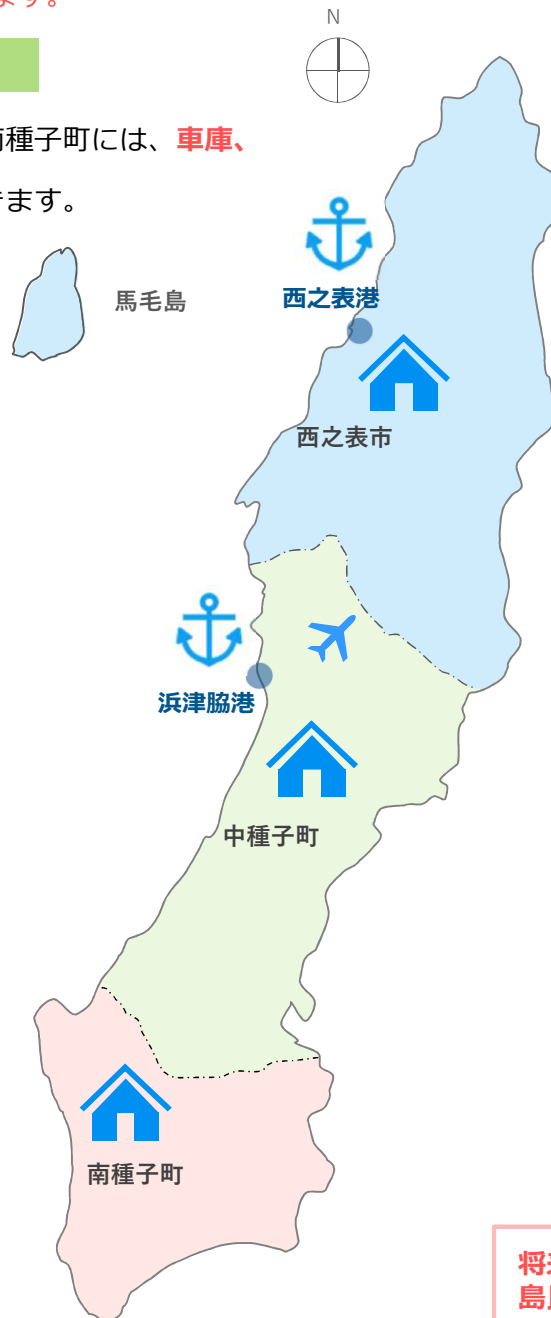 ます。
N
南種子町には、車庫、
きます。
馬毛島
西之表港
西之表市
浜津脇港
中種子町
南種子町
将来
島